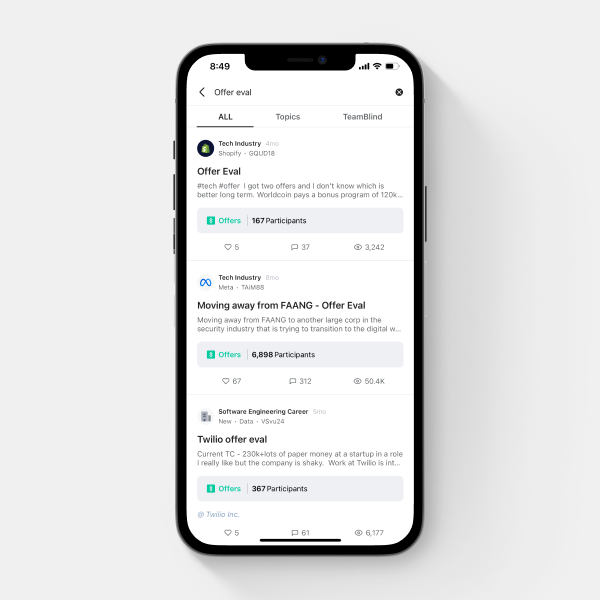 8:49
Offer eval
ALL Topics TeamBlind
Tech Industry 4mo
Shopify · GQUD18
Offer Eval
#tech #offer I got two offers and I don't know which is
better long term. Worldcoin pays a bonus program of 120k...
Offers 167 Participants
5 37 3,242
Tech Industry 8mo
Meta · TAiM88
Moving away from FAANG - Offer Eval
Moving away from FAANG to another large corp in the
security industry that is trying to transition to the digital w...
Offers 6,898 Participants
67 312 50.4K
Software Engineering Career 5mo
New · Data · VSvu24
Twilio offer eval
Current TC - 230k+lots of paper money at a startup in a role
I really like but the company is shaky. Work at Twilio is int...
Offers 367 Participants
@ Twilio Inc.
5 61 6,177